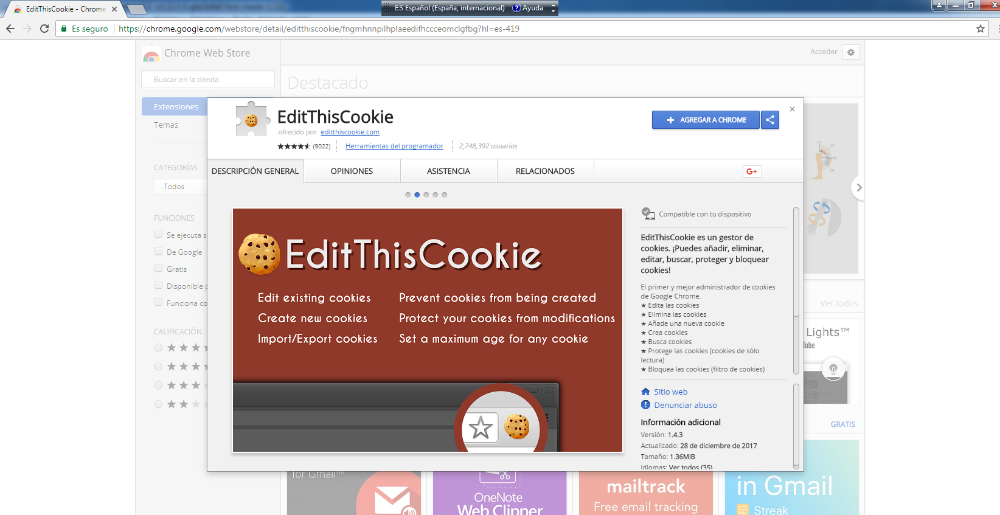 EditThisCookie - Chrome
ES Español (España, internacional) Ayuda
Es seguro https://chrome.google.com/webstore/detail/editthiscookie/fngmhnnpilhplaeedifhccceomclgfbg?hl=es-419
Chrome Web Store
Acceder
Buscar en la tienda
Destacado
Extensiones
Temas
CATEGORÍAS
Todos
FUNCIONES
Se ejecuta s
De Google
Gratis
Disponible p
Funciona co
CALIFICACIÓN
EditThisCookie
ofrecido por editthiscookie.com
★★★★★ (9022) Herramientas del programador 2,748,392 usuarios
AGREGAR A CHROME
DESCRIPCIÓN GENERAL OPINIONES ASISTENCIA RELACIONADOS G+
EditThisCookie
Edit existing cookies Prevent cookies from being created
Create new cookies Protect your cookies from modifications
Import/Export cookies Set a maximum age for any cookie
Compatible con tu dispositivo
EditThisCookie es un gestor de
cookies. ¡Puedes añadir, eliminar,
editar, buscar, proteger y bloquear
cookies!
El primer y mejor administrador de cookies
de Google Chrome.
★ Edita las cookies
★ Elimina las cookies
★ Añade una nueva cookie
★ Crea cookies
★ Busca cookies
★ Protege las cookies (cookies de sólo
lectura)
★ Bloquea las cookies (filtro de cookies)
Sitio web
Denunciar abuso
Información adicional
Versión: 1.4.3
Actualizado: 28 de diciembre de 2017
Tamaño: 1.36MiB
Idiomas: Ver todos (35)
Ver todos
Lights™
Tube
GRATIS
for Gmail™
OneNote
Web Clipper
mailtrack
Free email tracking
in Gmail
Streak